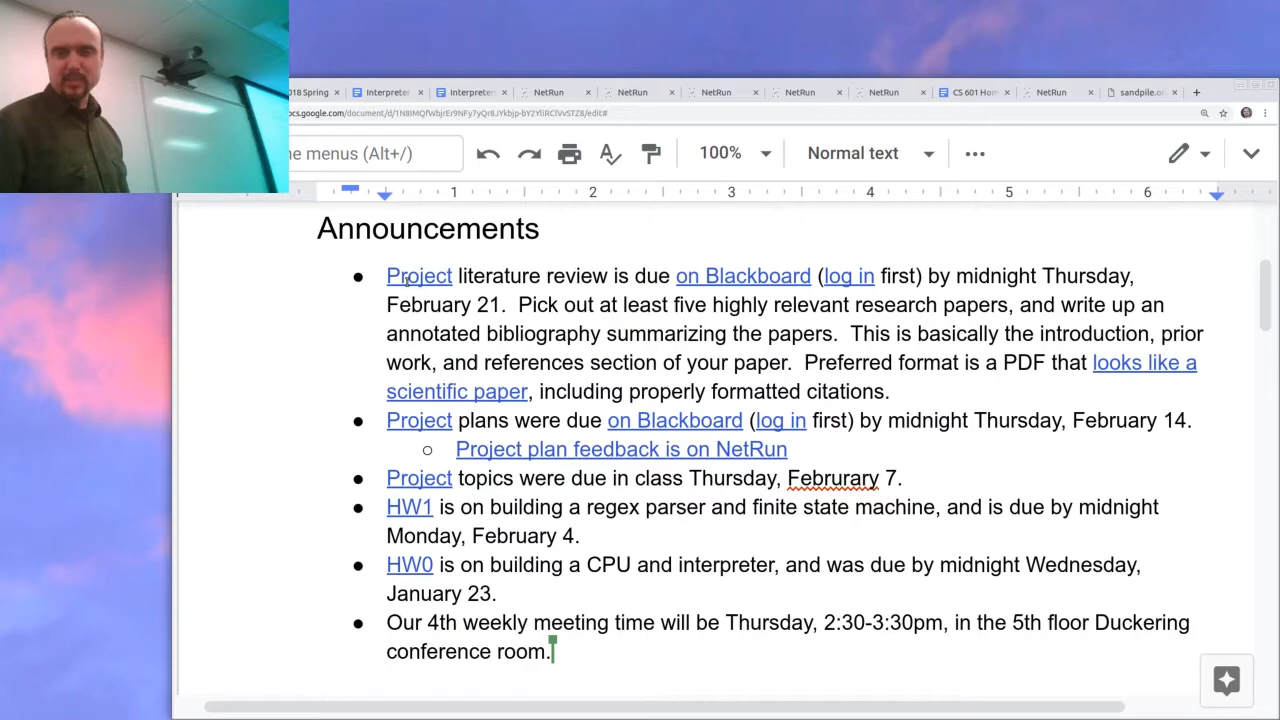 018 Spring × Interprete × Interprete × NetRun × NetRun × NetRun × NetRun × NetRun × CS 601 Hom × NetRun × sandpile.o × +
ocs.google.com/document/d/
he menus (Alt+/) 100% Normal text
1 2 3 4 5 6
Announcements
● Project literature review is due on Blackboard (log in first) by midnight Thursday,
February 21. Pick out at least five highly relevant research papers, and write up an
annotated bibliography summarizing the papers. This is basically the introduction, prior
work, and references section of your paper. Preferred format is a PDF that looks like a
scientific paper, including properly formatted citations.
● Project plans were due on Blackboard (log in first) by midnight Thursday, February 14.
○ Project plan feedback is on NetRun
● Project topics were due in class Thursday, Februrary 7.
● HW1 is on building a regex parser and finite state machine, and is due by midnight
Monday, February 4.
● HW0 is on building a CPU and interpreter, and was due by midnight Wednesday,
January 23.
● Our 4th weekly meeting time will be Thursday, 2:30-3:30pm, in the 5th floor Duckering
conference room.